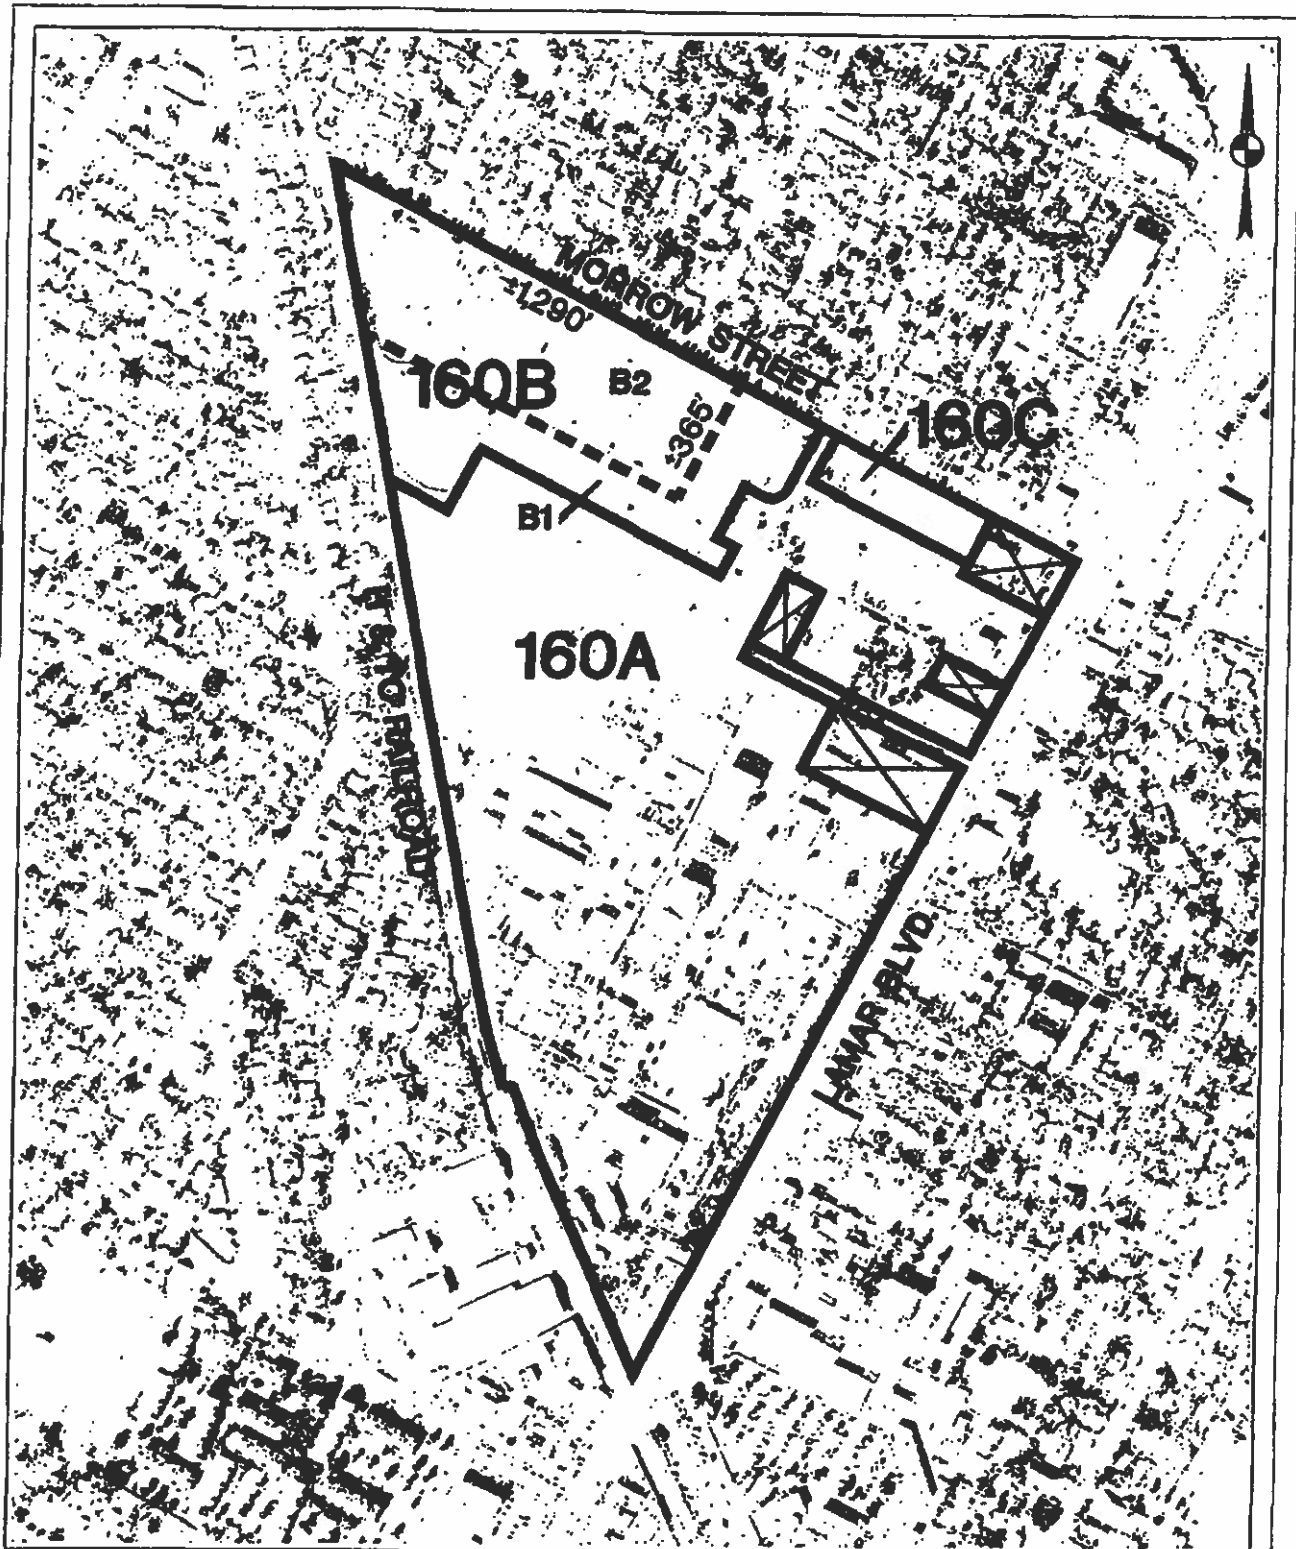 MORROW STREET
±1290'
160B
B2
±365'
160C
B1
160A
RAILROAD
LAMAR BLVD.